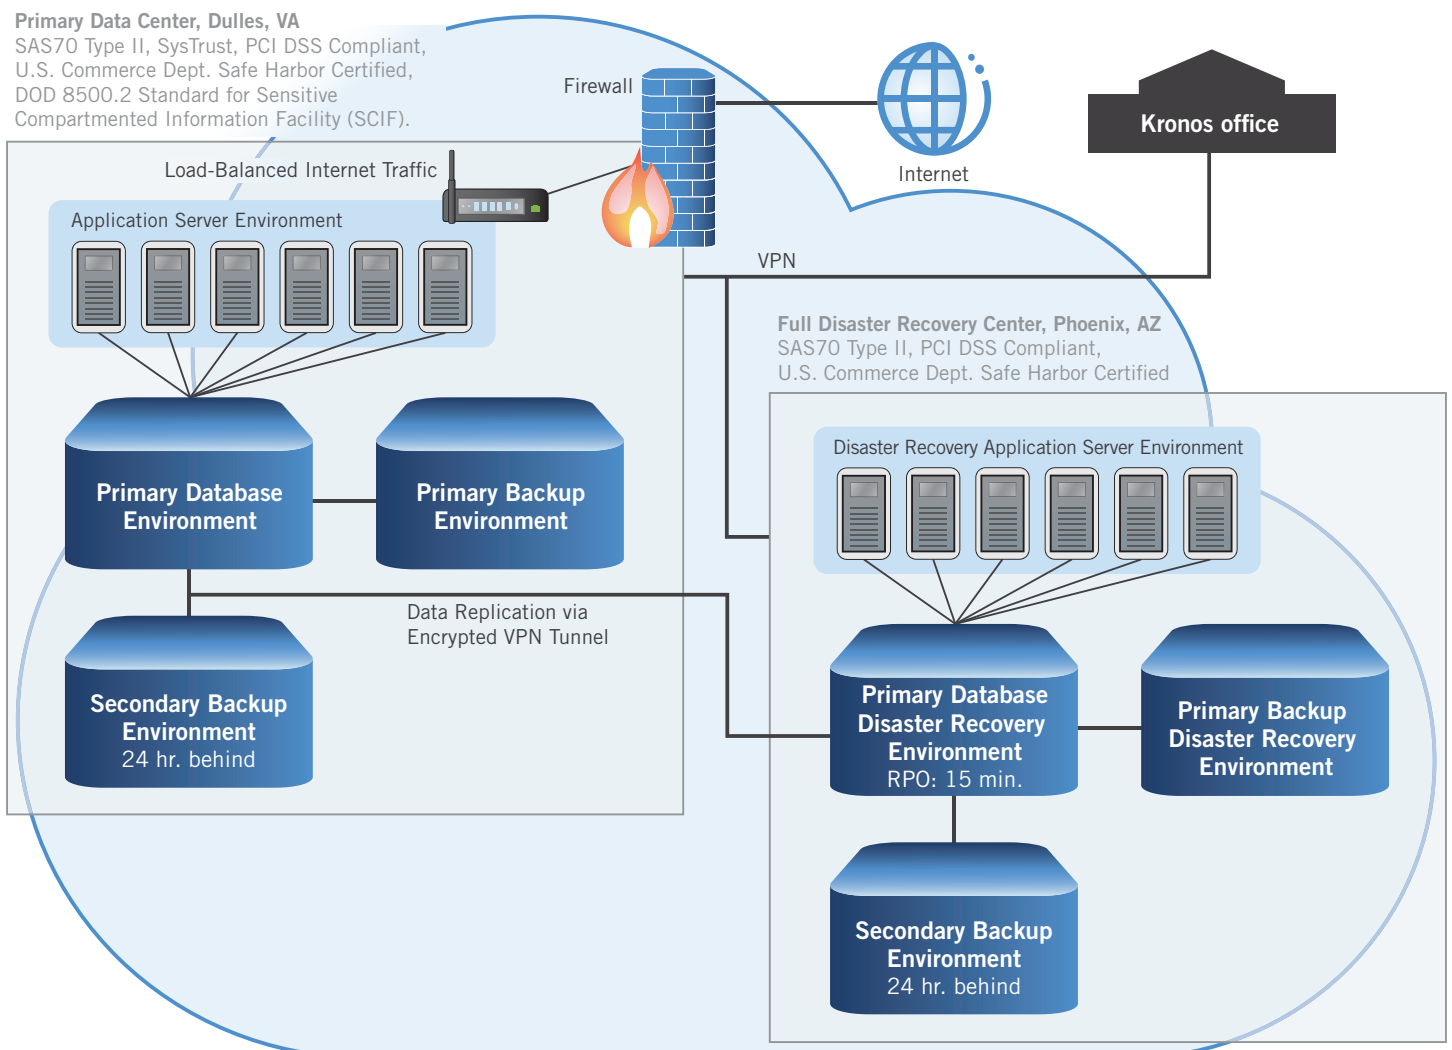 Primary Data Center, Dulles, VA
SAS70 Type II, SysTrust, PCI DSS Compliant,
U.S. Commerce Dept. Safe Harbor Certified,
DOD 8500.2 Standard for Sensitive
Compartmented Information Facility (SCIF).
Firewall
Internet
Kronos office
Load-Balanced Internet Traffic
Application Server Environment
VPN
Primary Database
Environment
Primary Backup
Environment
Data Replication via
Encrypted VPN Tunnel
Secondary Backup
Environment
24 hr. behind
Full Disaster Recovery Center, Phoenix, AZ
SAS70 Type II, PCI DSS Compliant,
U.S. Commerce Dept. Safe Harbor Certified
Disaster Recovery Application Server Environment
Primary Database
Disaster Recovery
Environment
RPO: 15 min.
Primary Backup
Disaster Recovery
Environment
Secondary Backup
Environment
24 hr. behind